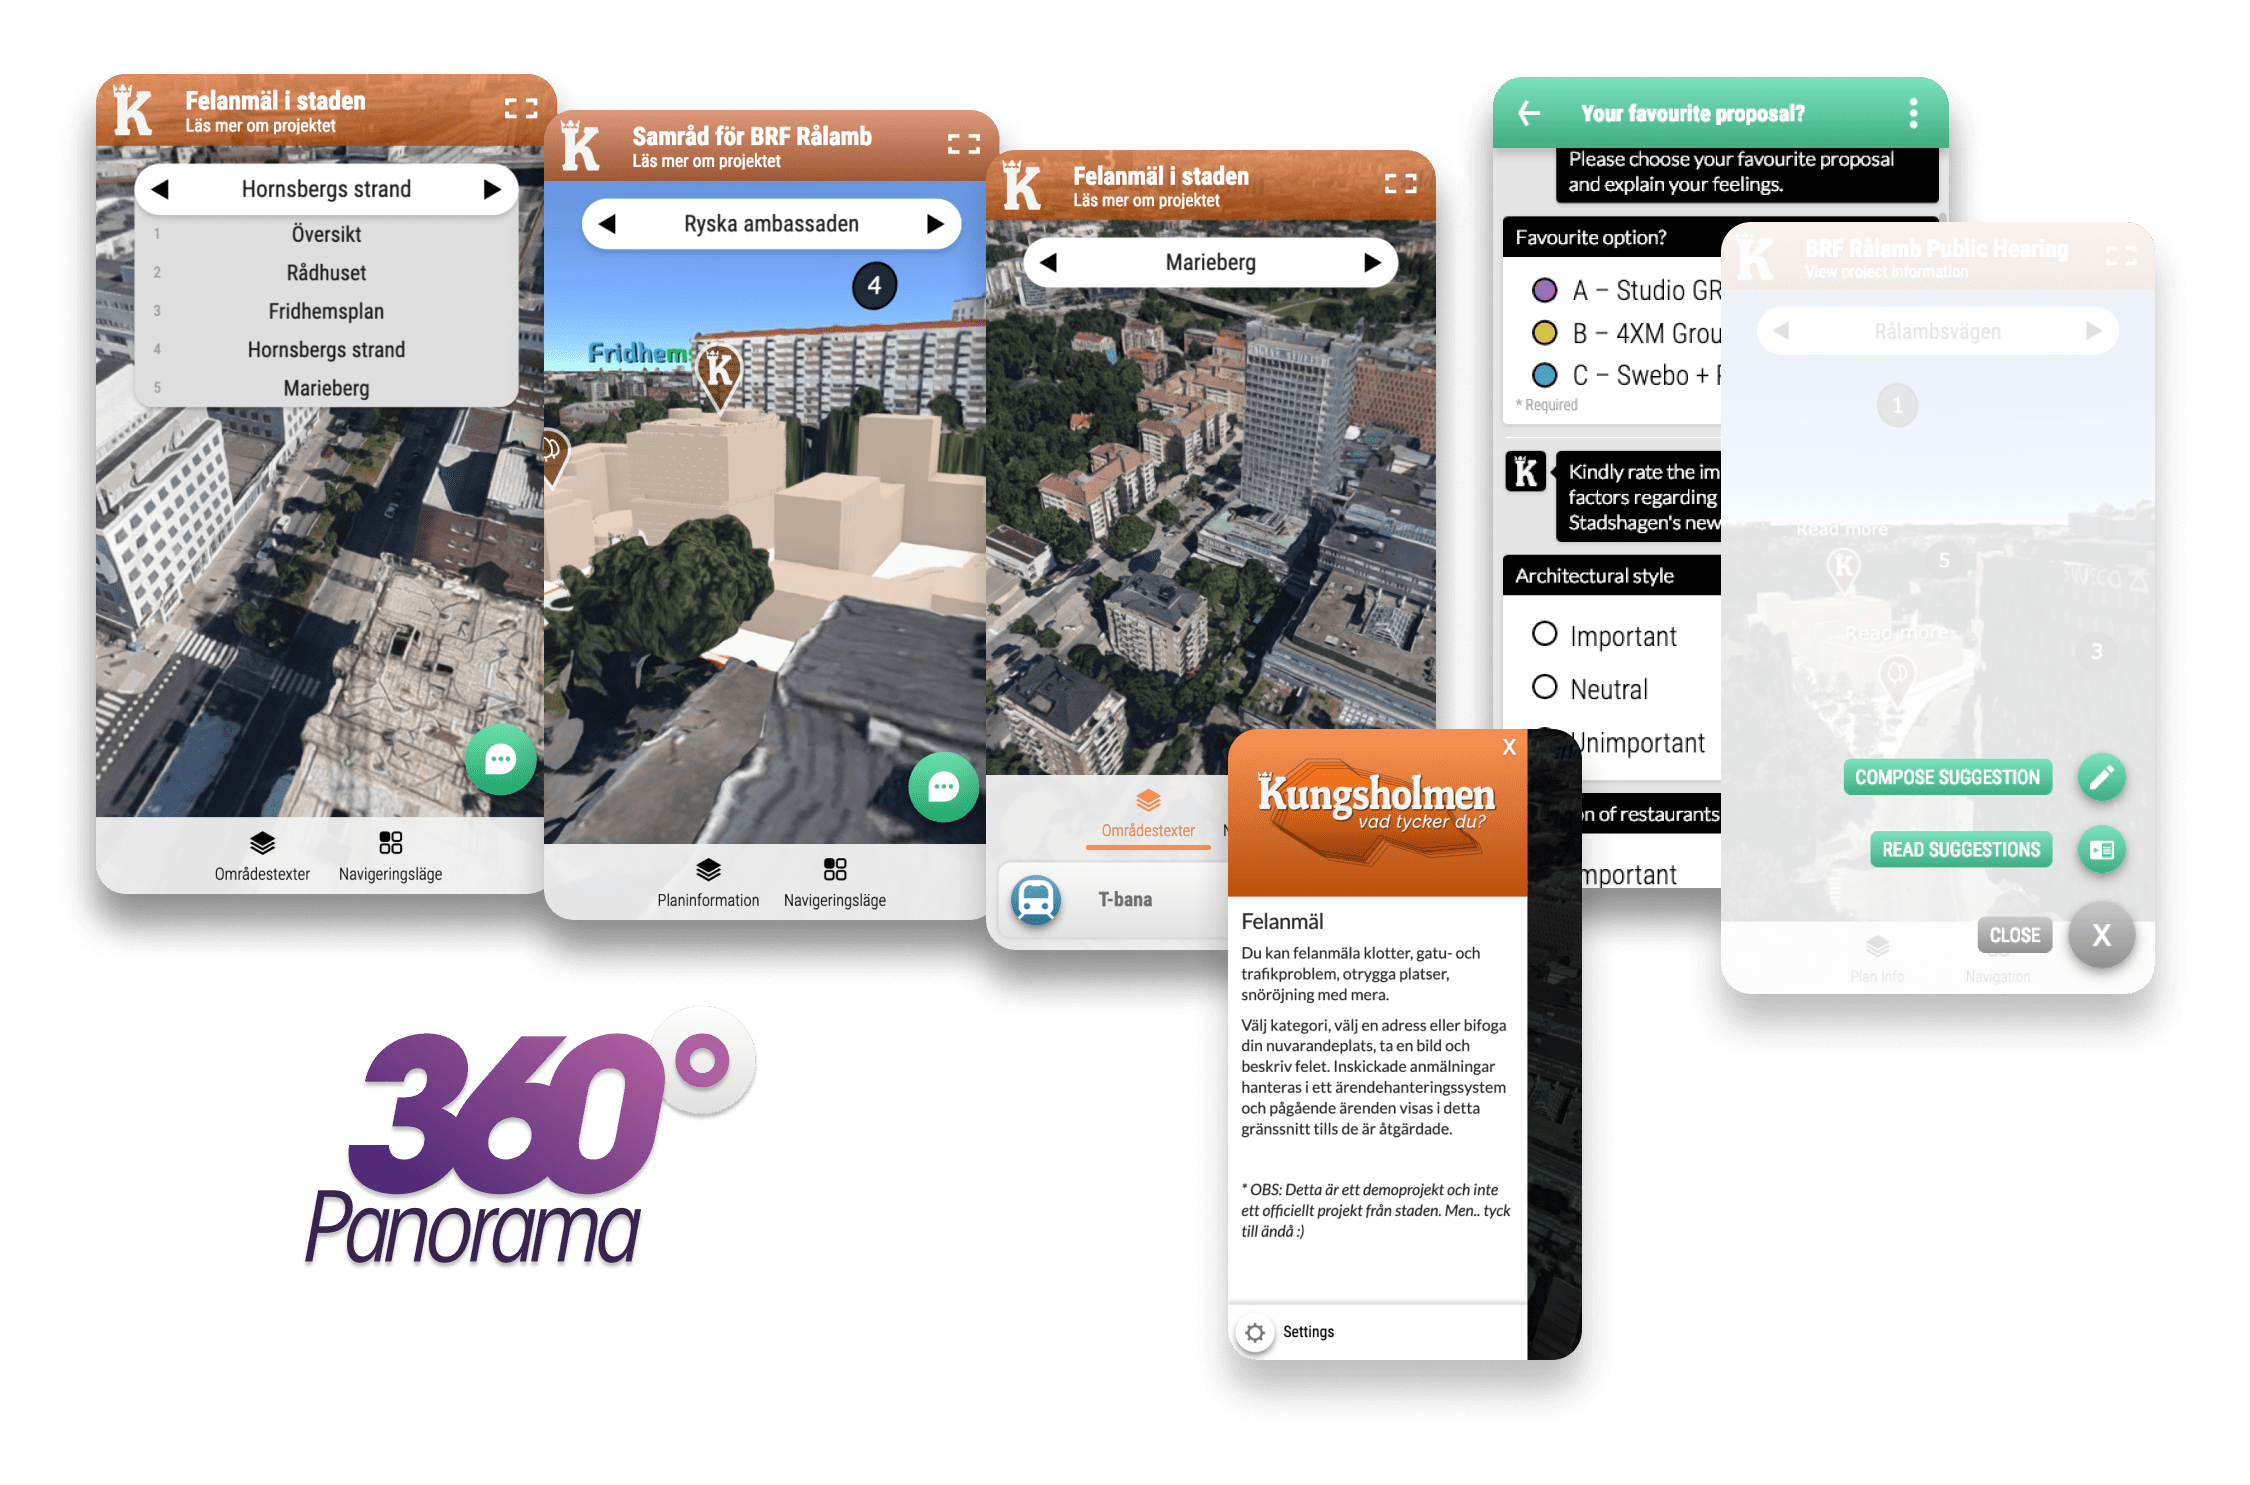 Felanmäl i staden
Läs mer om projektet
Hornsbergs strand
1 Översikt
2 Rådhuset
3 Fridhemsplan
4 Hornsbergs strand
5 Marieberg
Områdestexter
Navigeringsläge
Samråd för BRF Rålamb
Läs mer om projektet
Ryska ambassaden
4
K
Planinformation
Navigeringsläge
Felanmäl i staden
Läs mer om projektet
Marieberg
Områdestexter
T-bana
Your favourite proposal?
Please choose your favourite proposal
and explain your feelings.
Favourite option?
A – Studio GR
B – 4XM Grou
C – Swebo +
* Required
Kindly rate the im
factors regarding
Stadshagen's new
Architectural style
Important
Neutral
Unimportant
n of restaurants
mportant
BRF Rålamb Public Hearing
View project information
Rålambsvägen
1
Read more
K
5
SWECO
Read more
3
COMPOSE SUGGESTION
READ SUGGESTIONS
CLOSE X
Plan Info
Navigation
X
Kungsholmen
vad tycker du?
Felanmäl
Du kan felanmäla klotter, gatu- och
trafikproblem, otrygga platser,
snöröjning med mera.
Välj kategori, välj en adress eller bifoga
din nuvarandeplats, ta en bild och
beskriv felet. Inskickade anmälningar
hanteras i ett ärendehanteringssystem
och pågående ärenden visas i detta
gränssnitt tills de är åtgärdade.
* OBS: Detta är ett demoprojekt och inte
ett officiellt projekt från staden. Men.. tyck
till ändå :)
Settings
360°
Panorama